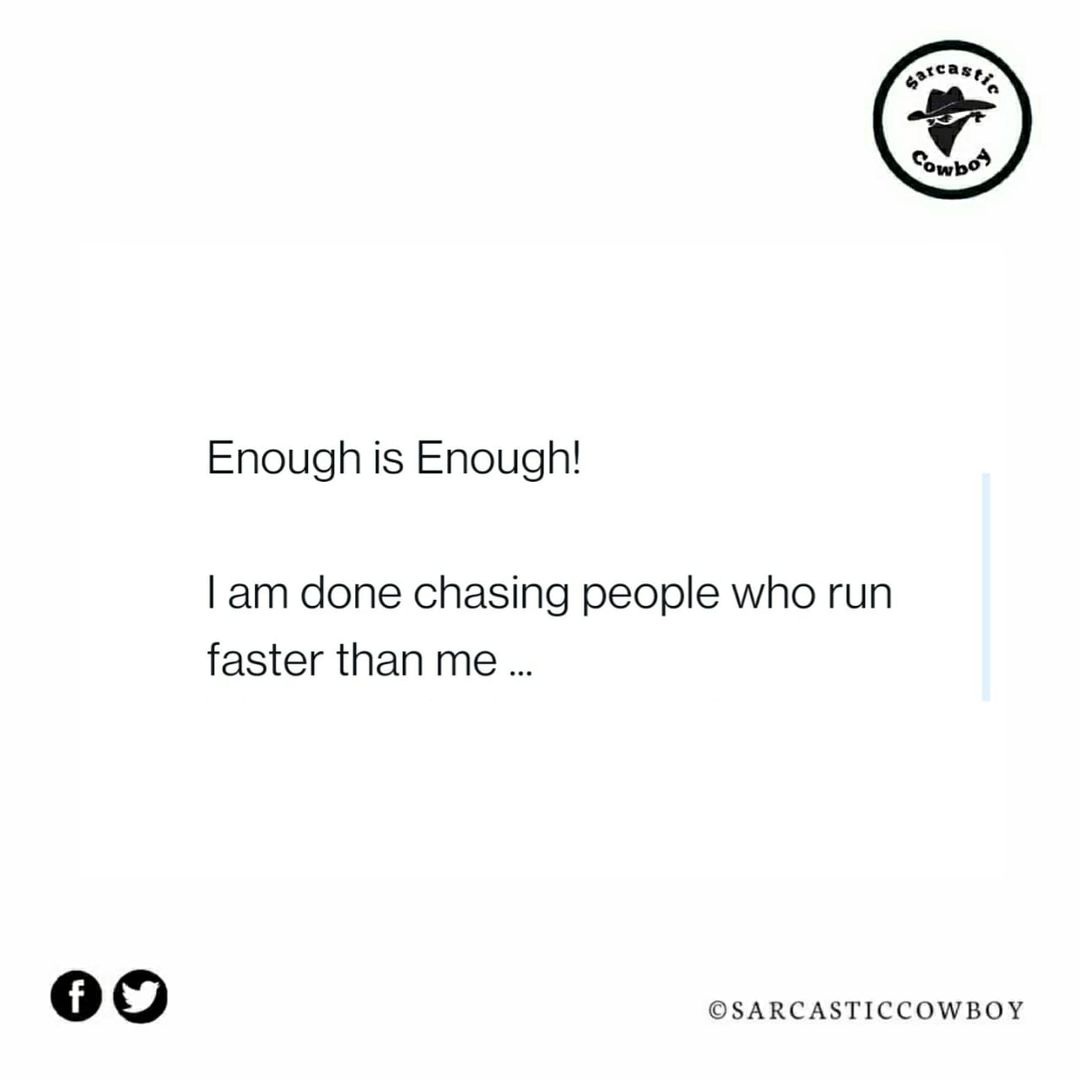 Sarcastic
Cowboy
Enough is Enough!
I am done chasing people who run
faster than me ...
©SARCASTICCOWBOY